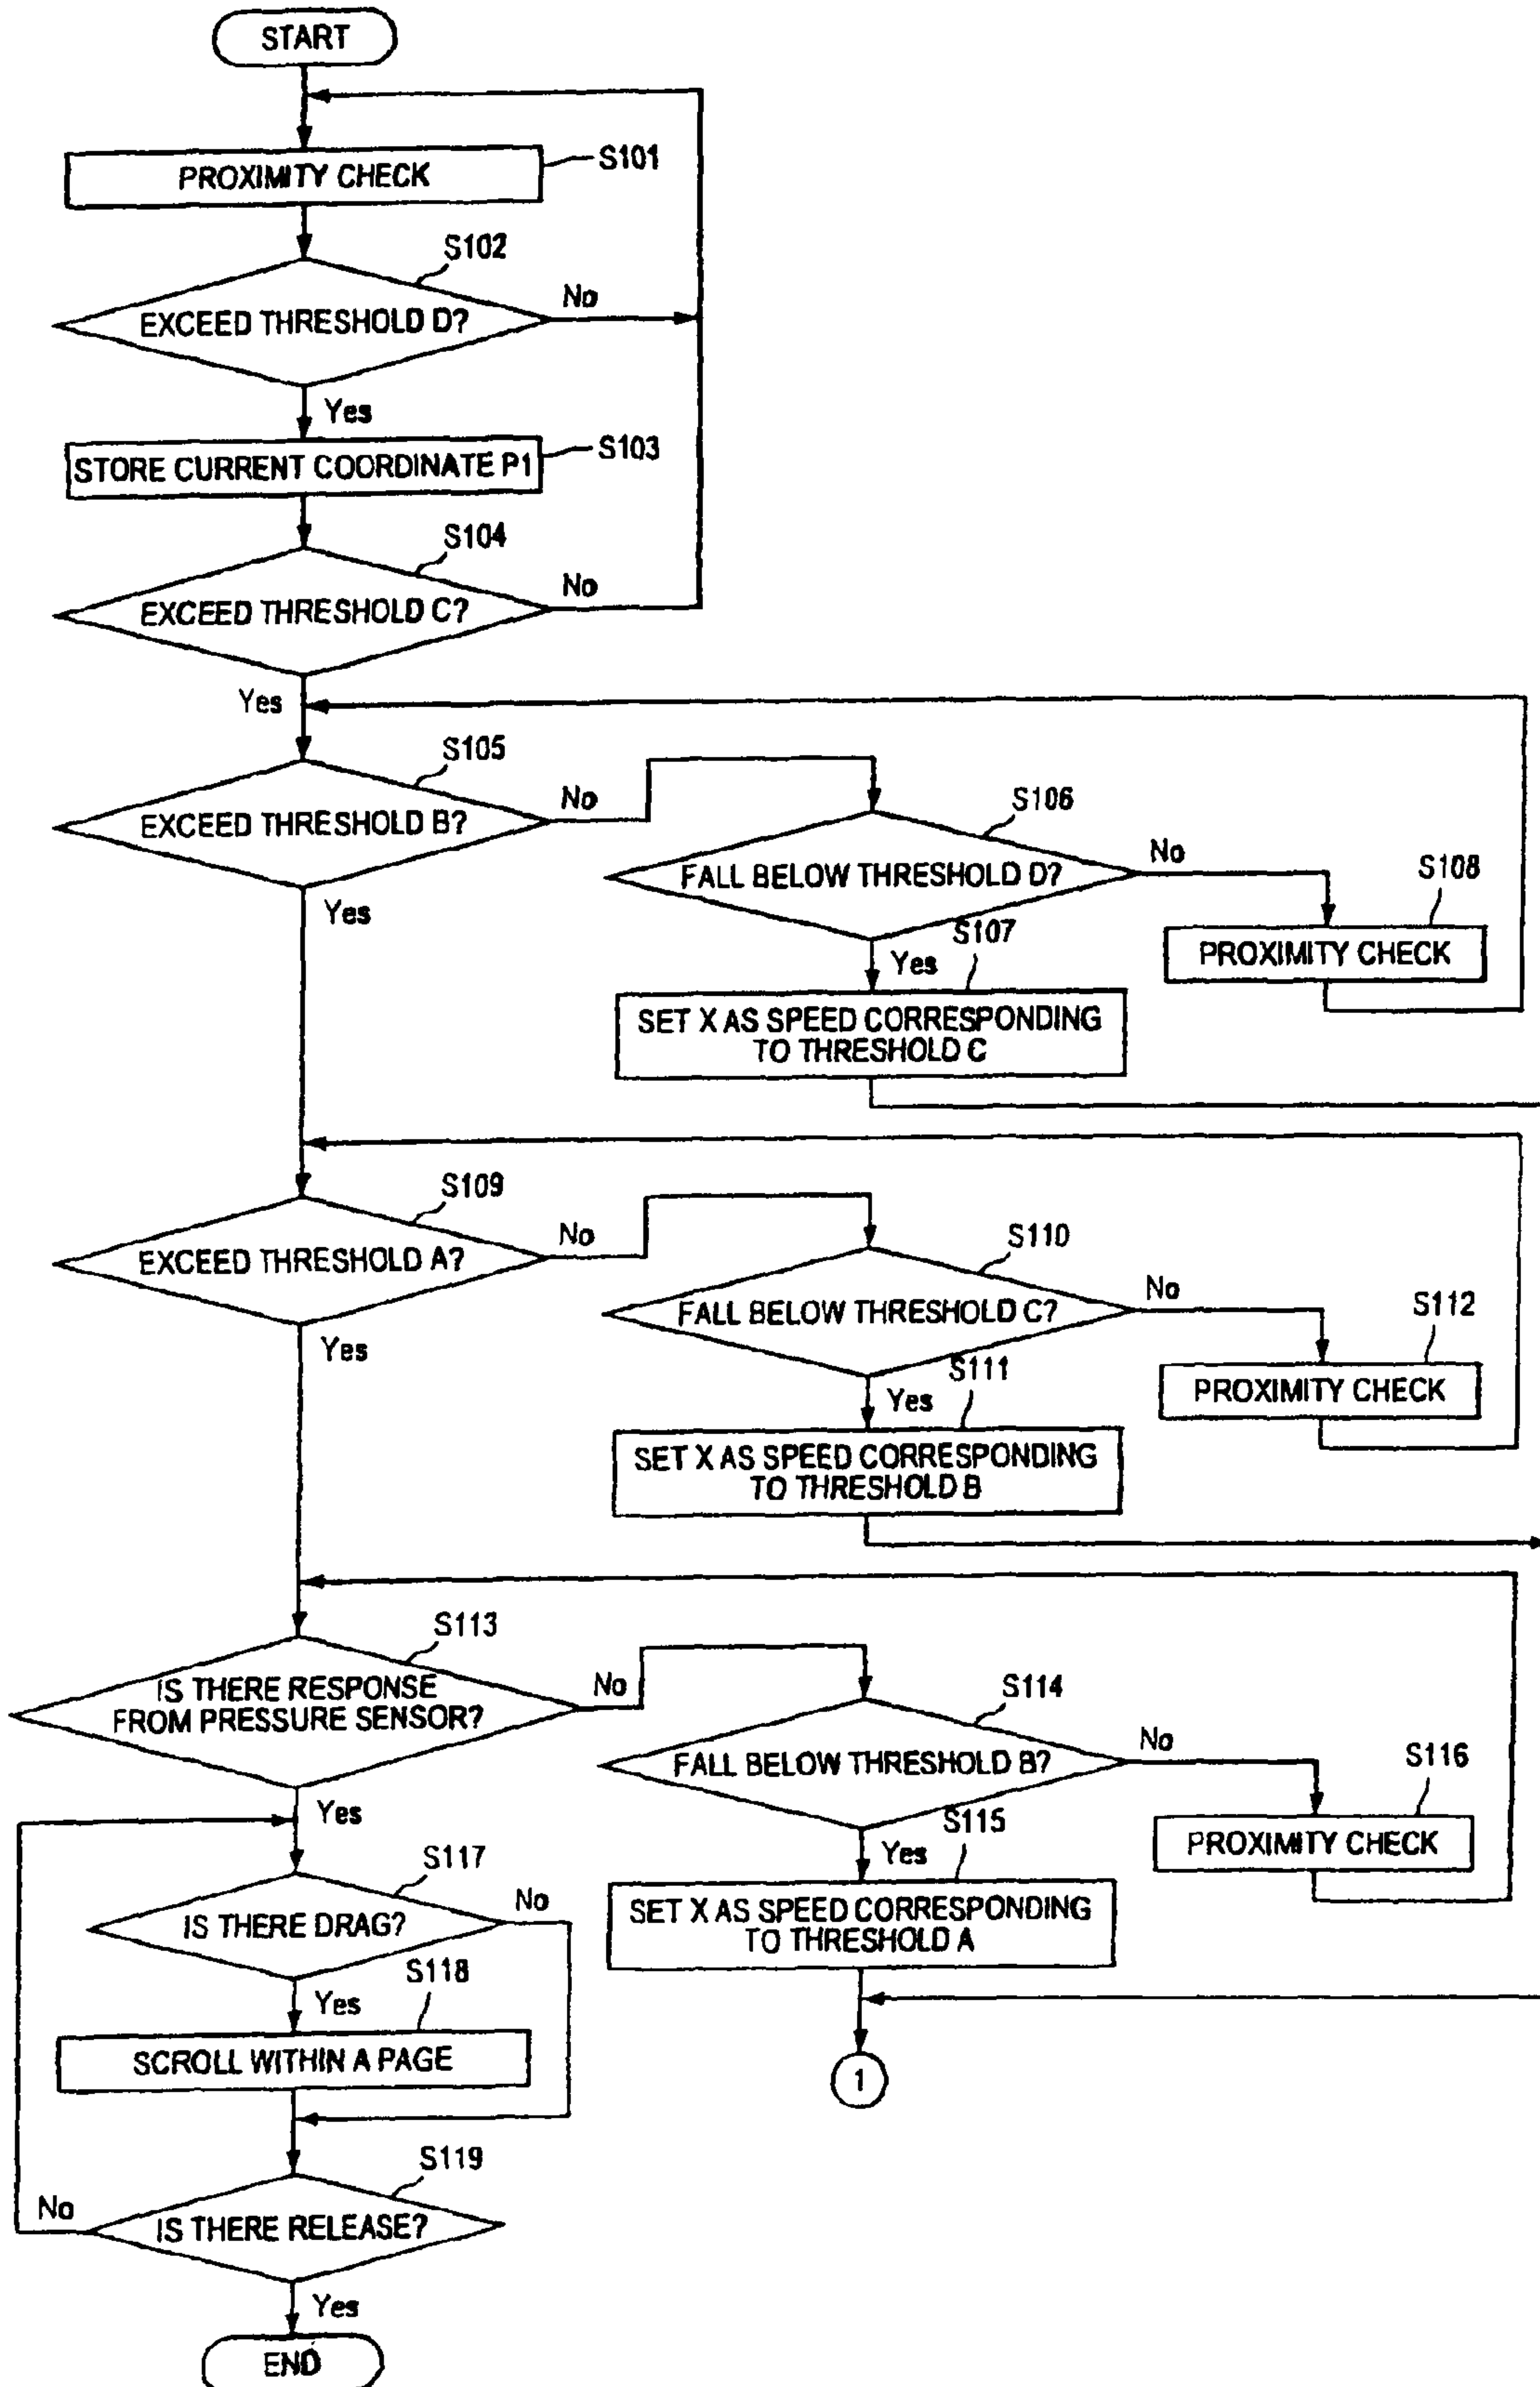 START
PROXIMITY CHECK
S101
S102
EXCEED THRESHOLD D?
No
Yes
STORE CURRENT COORDINATE P1
S103
S104
EXCEED THRESHOLD C?
No
Yes
S105
EXCEED THRESHOLD B?
No
Yes
S106
FALL BELOW THRESHOLD D?
No
Yes
S107
SET X AS SPEED CORRESPONDING
TO THRESHOLD C
S108
PROXIMITY CHECK
S109
EXCEED THRESHOLD A?
No
Yes
S110
FALL BELOW THRESHOLD C?
No
Yes
S111
SET X AS SPEED CORRESPONDING
TO THRESHOLD B
S112
PROXIMITY CHECK
S113
IS THERE RESPONSE
FROM PRESSURE SENSOR?
No
Yes
S114
FALL BELOW THRESHOLD B?
No
Yes
S115
SET X AS SPEED CORRESPONDING
TO THRESHOLD A
1
S116
PROXIMITY CHECK
S117
IS THERE DRAG?
No
Yes
S118
SCROLL WITHIN A PAGE
S119
IS THERE RELEASE?
No
Yes
END